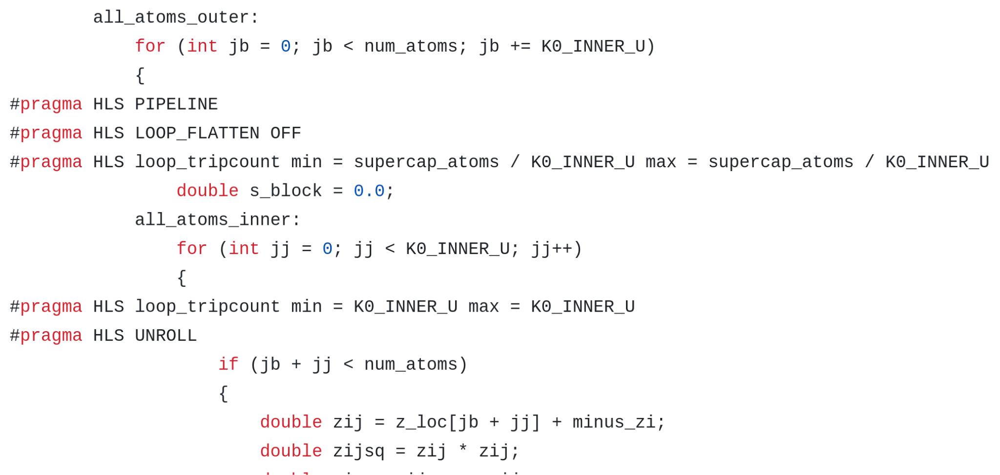 all_atoms_outer:
for (int jb = 0; jb < num_atoms; jb += K0_INNER_U)
{
#pragma HLS PIPELINE
#pragma HLS LOOP_FLATTEN OFF
#pragma HLS loop_tripcount min = supercap_atoms / K0_INNER_U max = supercap_atoms / K0_INNER_U
double s_block = 0.0;
all_atoms_inner:
for (int jj = 0; jj < K0_INNER_U; jj++)
{
#pragma HLS loop_tripcount min = K0_INNER_U max = K0_INNER_U
#pragma HLS UNROLL
if (jb + jj < num_atoms)
{
double zij = z_loc[jb + jj] + minus_zi;
double zijsq = zij * zij;
double